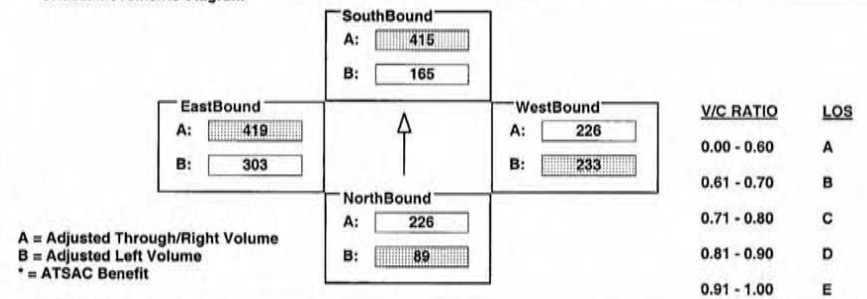 SouthBound
A: 415
B: 165
EastBound
A: 419
B: 303
WestBound
A: 226
B: 233
NorthBound
A: 226
B: 89
A = Adjusted Through/Right Volume
B = Adjusted Left Volume
* = ATSAC Benefit
V/C RATIO LOS
0.00 - 0.60 A
0.61 - 0.70 B
0.71 - 0.80 C
0.81 - 0.90 D
0.91 - 1.00 E